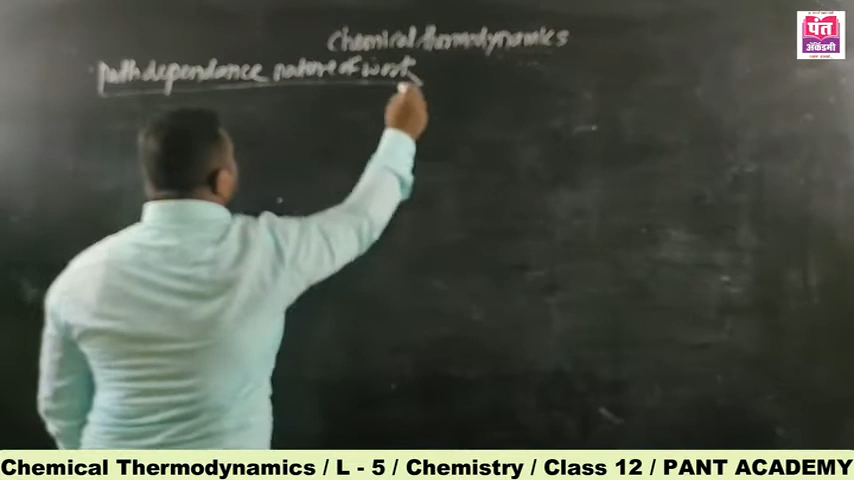 Chemical thermodynamics
path dependance nature of work
पंत
अकॅडमी
Chemical Thermodynamics / L - 5 / Chemistry / Class 12 / PANT ACADEMY